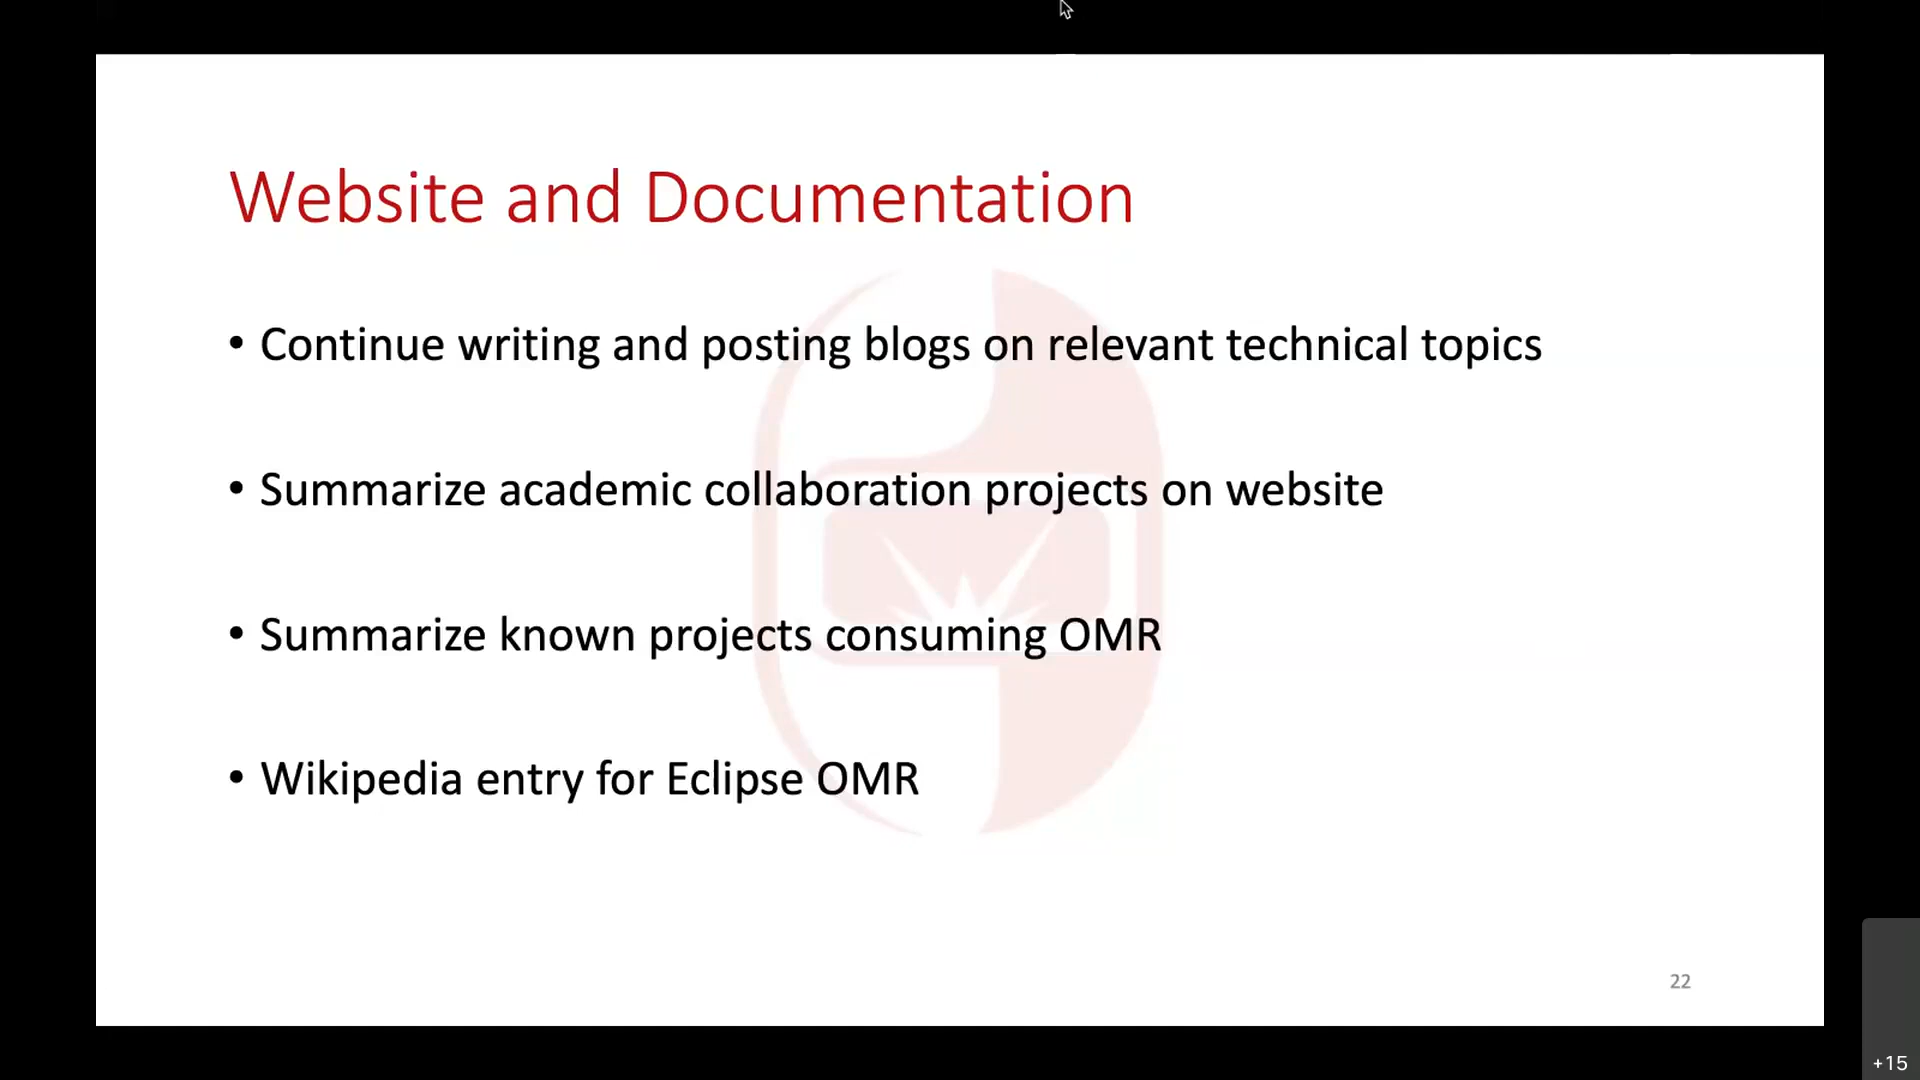 Website and Documentation
• Continue writing and posting blogs on relevant technical topics
• Summarize academic collaboration projects on website
• Summarize known projects consuming OMR
• Wikipedia entry for Eclipse OMR
22
+15